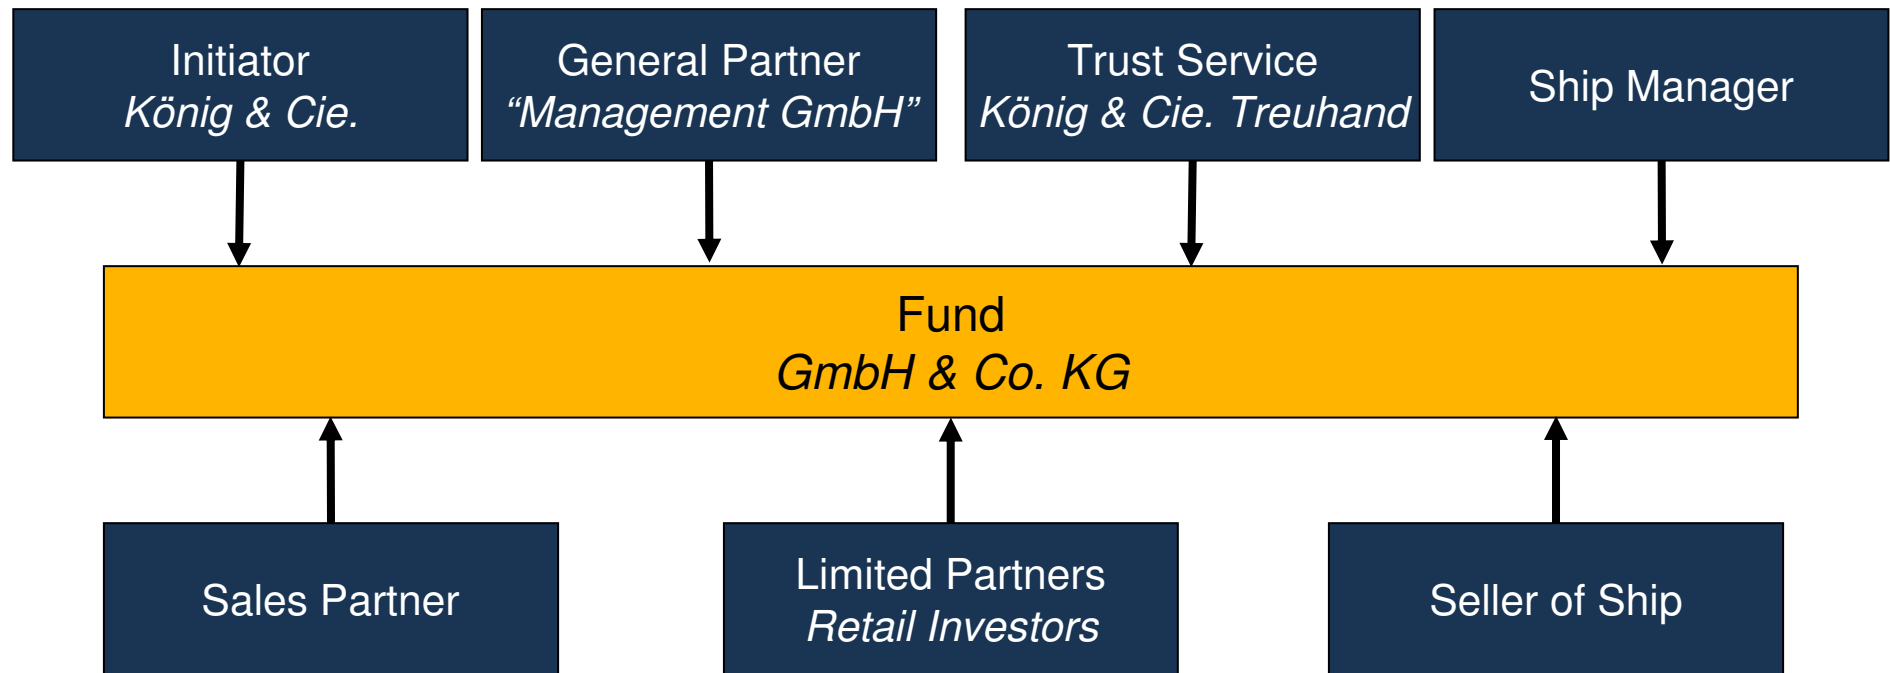 Initiator
König & Cie.
General Partner
“Management GmbH”
Trust Service
König & Cie. Treuhand
Ship Manager
Fund
GmbH & Co. KG
Sales Partner
Limited Partners
Retail Investors
Seller of Ship